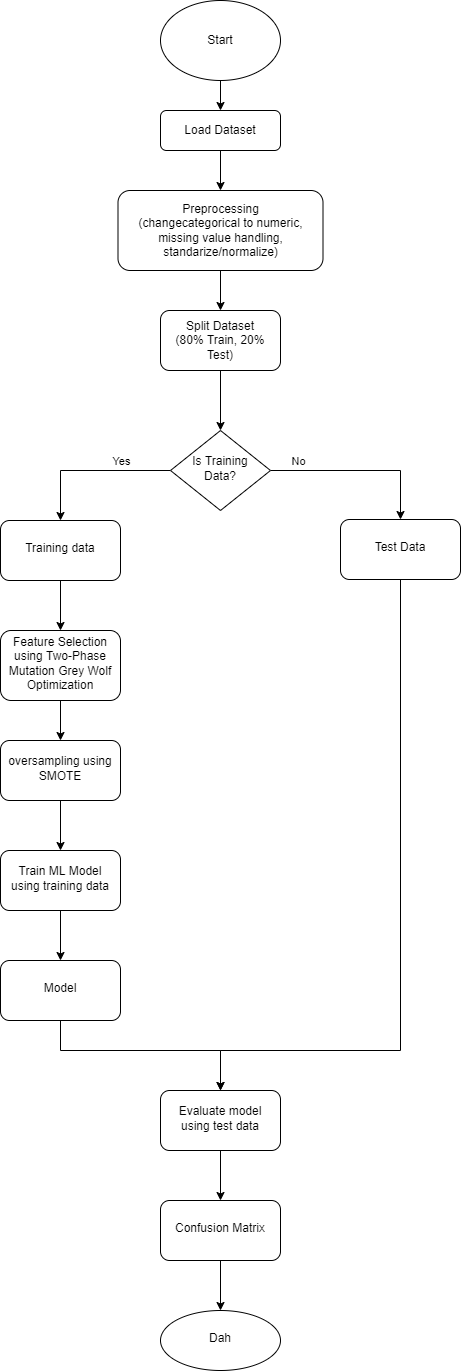 Start
Load Dataset
Preprocessing
(changecategorical to numeric,
missing value handling,
standarize/normalize)
Split Dataset
(80% Train, 20%
Test)
Is Training
Data?
Yes
No
Training data
Test Data
Feature Selection
using Two-Phase
Mutation Grey Wolf
Optimization
oversampling using
SMOTE
Train ML Model
using training data
Model
Evaluate model
using test data
Confusion Matrix
Dah